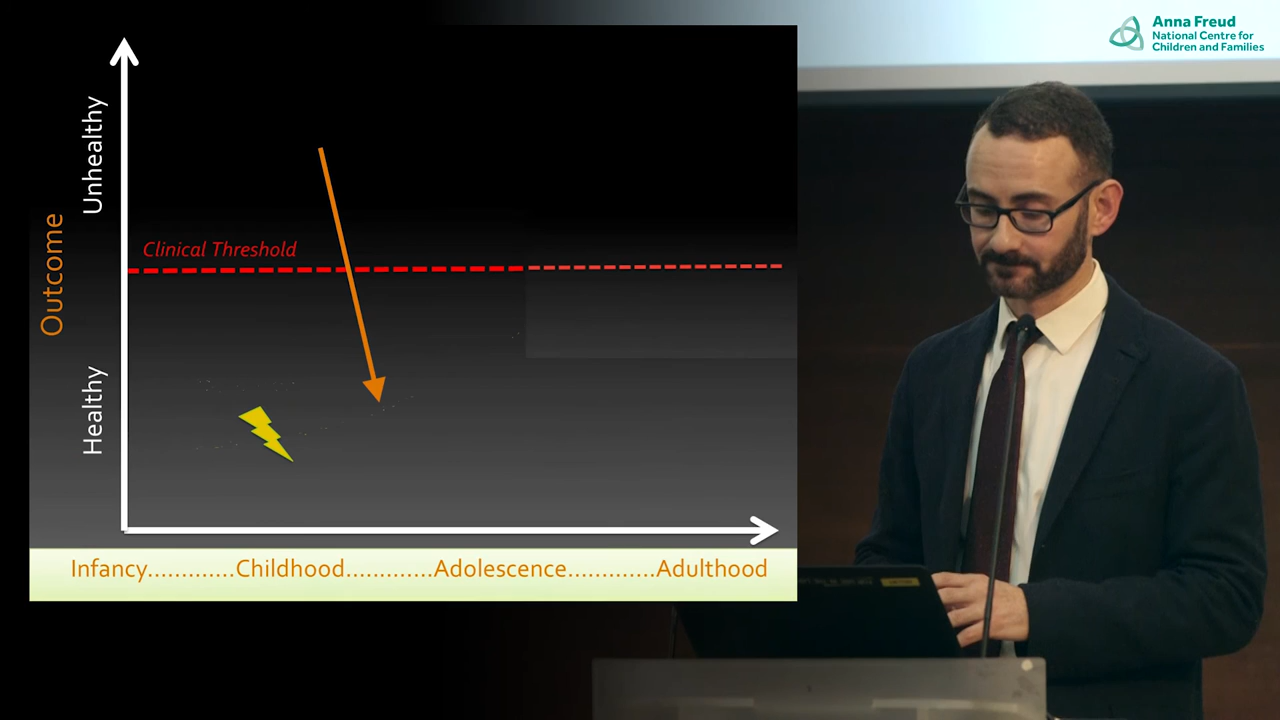 Anna Freud
National Centre for
Children and Families
Unhealthy
Clinical Threshold
Outcome
Healthy
Infancy.............Childhood.............Adolescence.............Adulthood